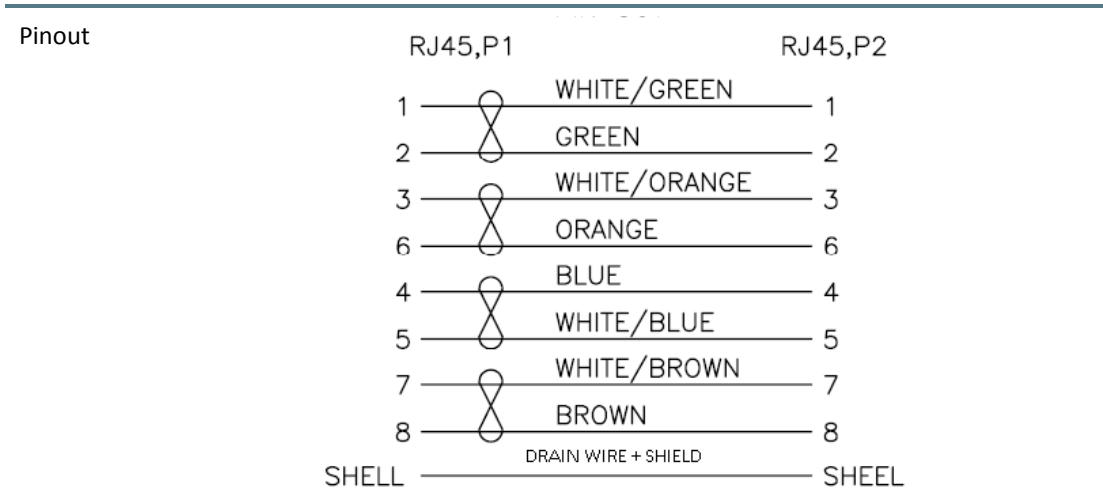 Pinout
RJ45,P1 RJ45,P2
1 WHITE/GREEN 1
2 GREEN 2
3 WHITE/ORANGE 3
6 ORANGE 6
4 BLUE 4
5 WHITE/BLUE 5
7 WHITE/BROWN 7
8 BROWN 8
DRAIN WIRE + SHIELD
SHELL SHEEL